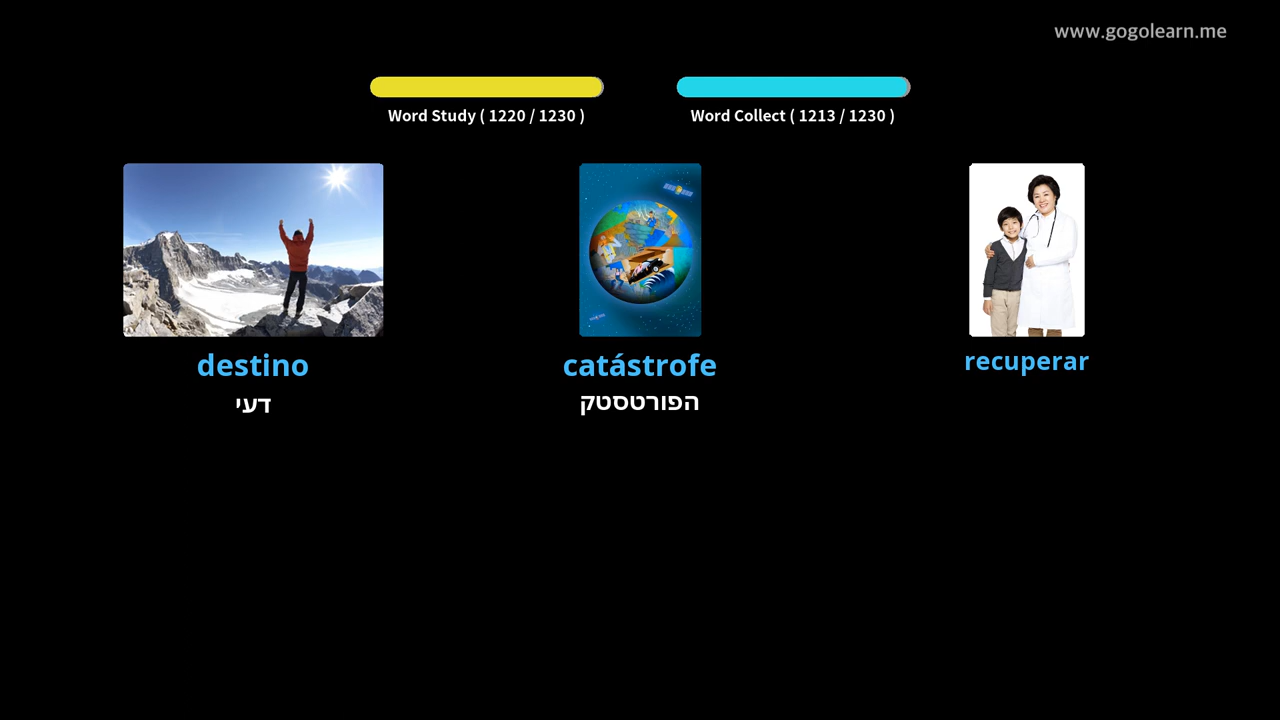 www.gogolearn.me
Word Study ( 1220 / 1230 )
Word Collect ( 1213 / 1230 )
destino
דעי
catástrofe
הפורטסטק
recuperar